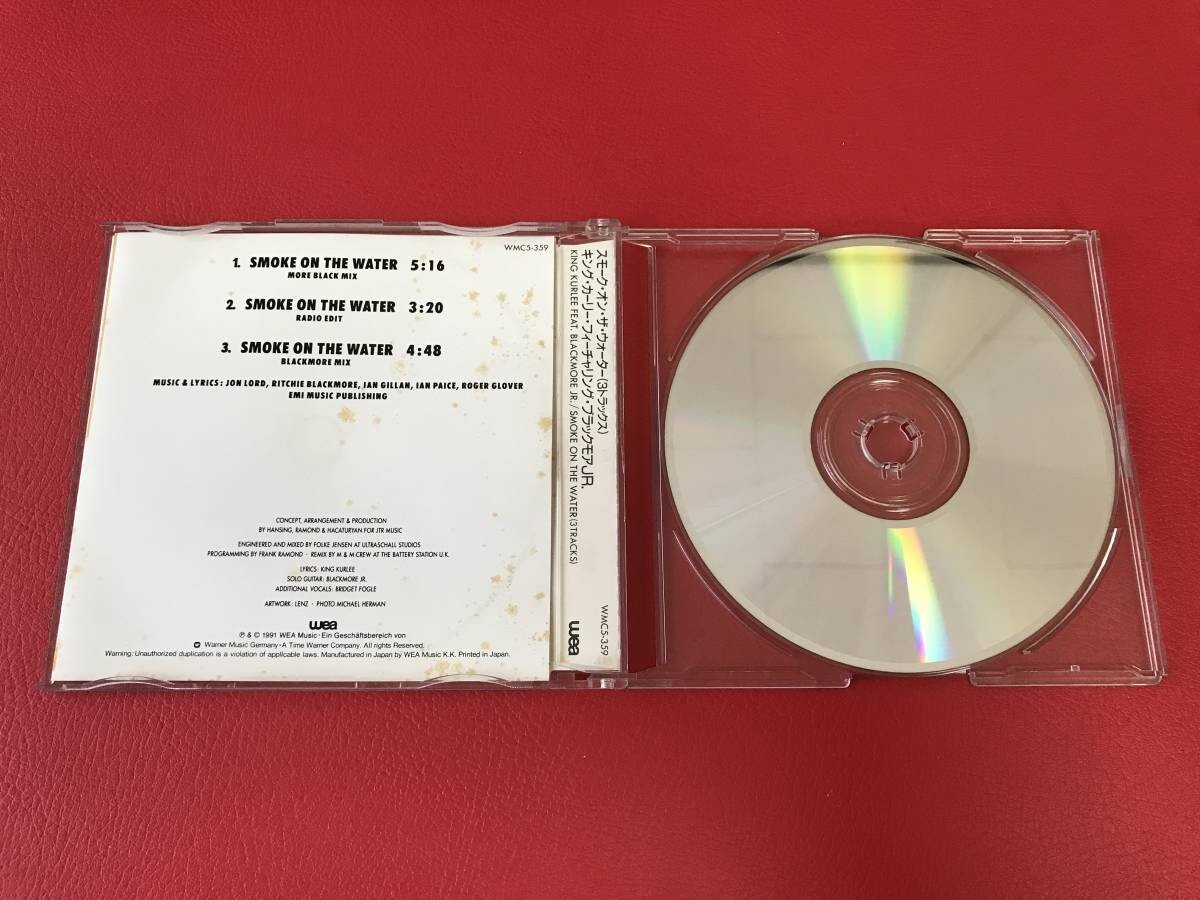 WMC5-359
1. SMOKE ON THE WATER 5:16
MORE BLACK MIX
2. SMOKE ON THE WATER 3:20
RADIO EDIT
3. SMOKE ON THE WATER 4:48
BLACKMORE MIX
MUSIC & LYRICS: JON LORD, RITCHIE BLACKMORE, IAN GILLAN, IAN PAICE, ROGER GLOVER
EMI MUSIC PUBLISHING
CONCEPT, ARRANGEMENT & PRODUCTION
BY HANSING, RAMOND & HACATURYAN FOR JTR MUSIC
ENGINEERED AND MIXED BY FOLKE JENSEN AT ULTRASCHALL STUDIOS
PROGRAMMING BY FRANK RAMOND · REMIX BY M & M CREW AT THE BATTERY STATION U.K.
LYRICS: KING KURLEE
SOLO GUITAR: BLACKMORE JR.
ADDITIONAL VOCALS: BRIDGET FOGLE
ARTWORK: LENZ · PHOTO MICHAEL HERMAN
wea
℗ & © 1991 WEA Music · Ein Geschäftsbereich von
Warner Music Germany · A Time Warner Company. All rights Reserved.
Warning: Unauthorized duplication is a violation of applicable laws. Manufactured in Japan by WEA Music K.K. Printed in Japan.
スモーク・オン・ザ・ウォーター(3トラックス)
キング・カーリー・フィーチャリング・ブラックモアJR.
KING KURLEE FEAT. BLACKMORE JR./SMOKE ON THE WATER(3TRACKS)
WMC5-359
wea